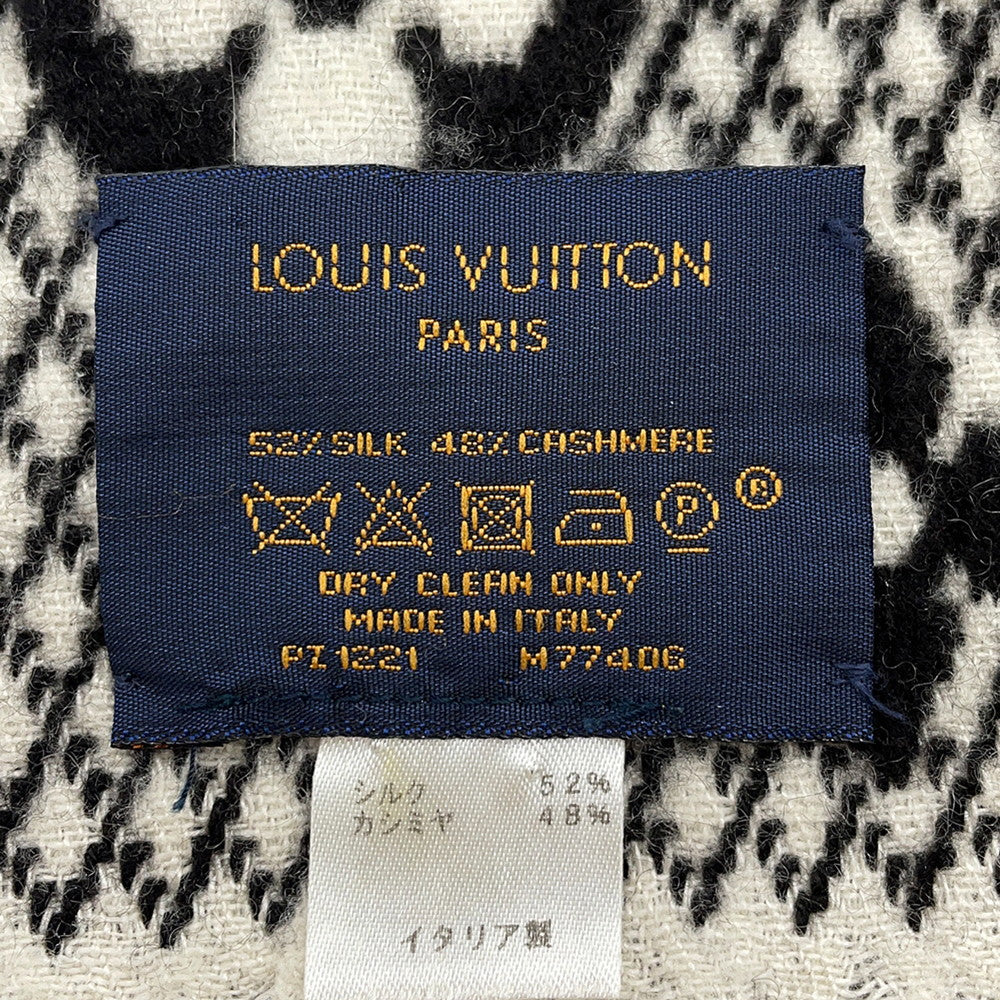 LOUIS VUITTON
PARIS
52% SILK 48% CASHMERE
P ®
DRY CLEAN ONLY
MADE IN ITALY
PZ1221 M77406
シルク 52%
カシミヤ 48%
イタリア製